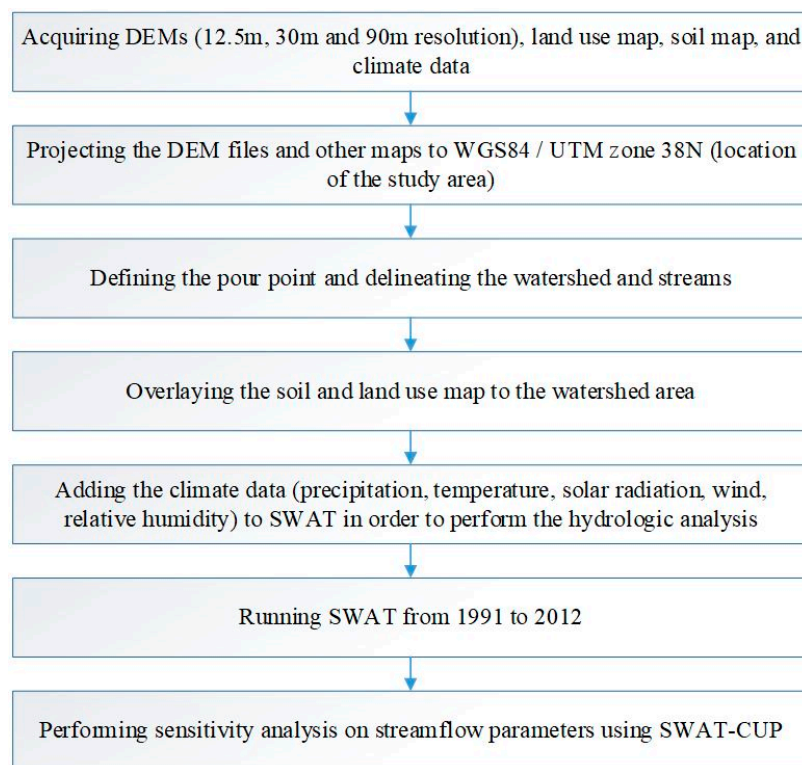 Acquiring DEMs (12.5m, 30m and 90m resolution), land use map, soil map, and
climate data
Projecting the DEM files and other maps to WGS84 / UTM zone 38N (location
of the study area)
Defining the pour point and delineating the watershed and streams
Overlaying the soil and land use map to the watershed area
Adding the climate data (precipitation, temperature, solar radiation, wind,
relative humidity) to SWAT in order to perform the hydrologic analysis
Running SWAT from 1991 to 2012
Performing sensitivity analysis on streamflow parameters using SWAT-CUP